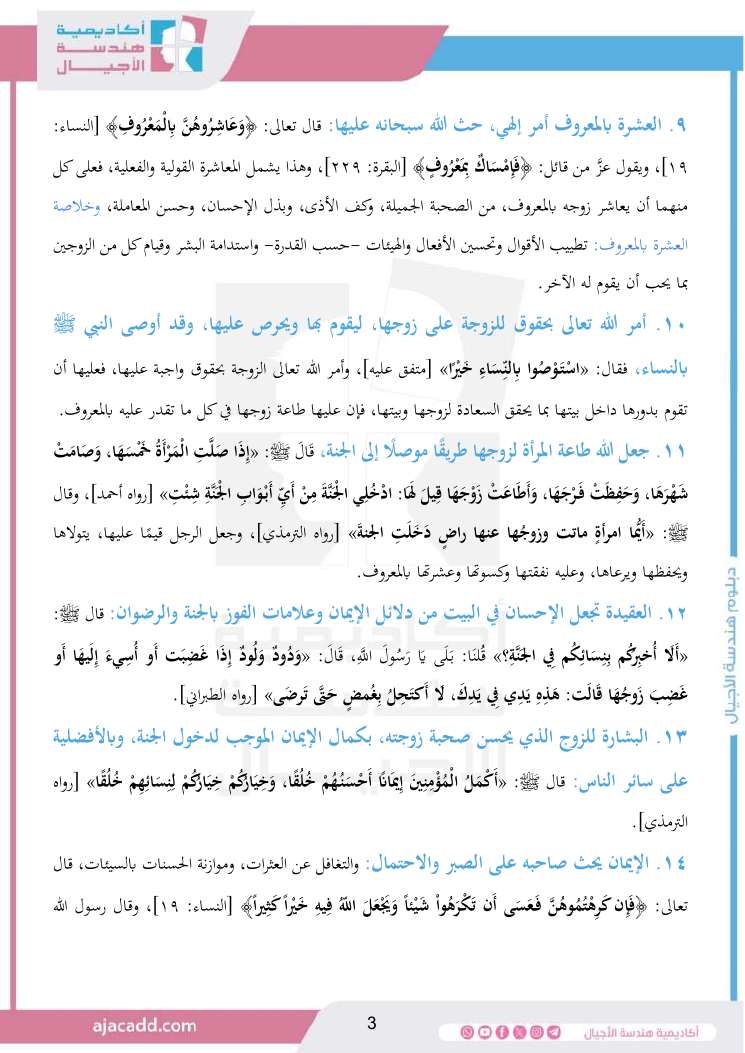 أكاديمية
هندسة
الأجيال
٩. العشرة بالمعروف أمر إلهي، حث الله سبحانه عليها: قال تعالى: ﴿وَعَاشِرُوهُنَّ بِالْمَعْرُوفِ﴾ [النساء:
١٩]، ويقول عزَّ من قائل: ﴿فَإِمْسَاكٌ بِمَعْرُوفٍ﴾ [البقرة: ٢٢٩]، وهذا يشمل المعاشرة القولية والفعلية، فعلى كل
منهما أن يعاشر زوجه بالمعروف، من الصحبة الجميلة، وكف الأذى، وبذل الإحسان، وحسن المعاملة، وخلاصة
العشرة بالمعروف: تطييب الأقوال وتحسين الأفعال والهيئات -حسب القدرة- واستدامة البشر وقيام كل من الزوجين
بما يحب أن يقوم له الآخر.
١٠. أمر الله تعالى بحقوق للزوجة على زوجها، ليقوم بها ويحرص عليها، وقد أوصى النبي ﷺ
بالنساء، فقال: «اسْتَوْصُوا بِالنِّسَاءِ خَيْرًا» [متفق عليه]، وأمر الله تعالى الزوجة بحقوق واجبة عليها، فعليها أن
تقوم بدورها داخل بيتها بما يحقق السعادة لزوجها وبيتها، فإن عليها طاعة زوجها في كل ما تقدر عليه بالمعروف.
١١. جعل الله طاعة المرأة لزوجها طريقًا موصلًا إلى الجنة، قَالَ ﷺ: «إِذَا صَلَّتِ الْمَرْأَةُ خَمْسَهَا، وَصَامَتْ
شَهْرَهَا، وَحَفِظَتْ فَرْجَهَا، وَأَطَاعَتْ زَوْجَهَا قِيلَ لَهَا: ادْخُلِي الْجَنَّةَ مِنْ أَيِّ أَبْوَابِ الْجَنَّةِ شِئْتِ» [رواه أحمد]، وقال
ﷺ: «أَيُّما امرأةٍ ماتت وزوجُها عنها راضٍ دَخَلَتِ الجنةَ» [رواه الترمذي]، وجعل الرجل قيمًا عليها، يتولاها
ويحفظها ويرعاها، وعليه نفقتها وكسوتها وعشرتها بالمعروف.
١٢. العقيدة تجعل الإحسان في البيت من دلائل الإيمان وعلامات الفوز بالجنة والرضوان: قال ﷺ:
«أَلَا أُخبِرُكُم بِنِسَائِكُم فِي الجَنَّةِ؟» قُلنَا: بَلَى يَا رَسُولَ اللَّهِ، قَالَ: «وَدُودٌ وَلُودٌ إِذَا غَضِبَت أَو أُسِيءَ إِلَيهَا أَو
غَضِبَ زَوجُهَا قَالَت: هَذِهِ يَدِي فِي يَدِكَ، لَا أَكتَحِلُ بِغُمضٍ حَتَّى تَرضَى» [رواه الطبراني].
١٣. البشارة للزوج الذي يحسن صحبة زوجته، بكمال الإيمان الموجب لدخول الجنة، وبالأفضلية
على سائر الناس: قال ﷺ: «أَكْمَلُ الْمُؤْمِنِينَ إِيمَانًا أَحْسَنُهُمْ خُلُقًا، وَخِيَارُكُمْ خِيَارُكُمْ لِنِسَائِهِمْ خُلُقًا» [رواه
الترمذي].
١٤. الإيمان يحث صاحبه على الصبر والاحتمال: والتغافل عن العثرات، وموازنة الحسنات بالسيئات، قال
تعالى: ﴿فَإِن كَرِهْتُمُوهُنَّ فَعَسَى أَن تَكْرَهُواْ شَيْئاً وَيَجْعَلَ اللّهُ فِيهِ خَيْراً كَثِيراً﴾ [النساء: ١٩]، وقال رسول الله
دبلوم هندسة الأجيال
أكاديمية هندسة الأجيال
3
ajacadd.com